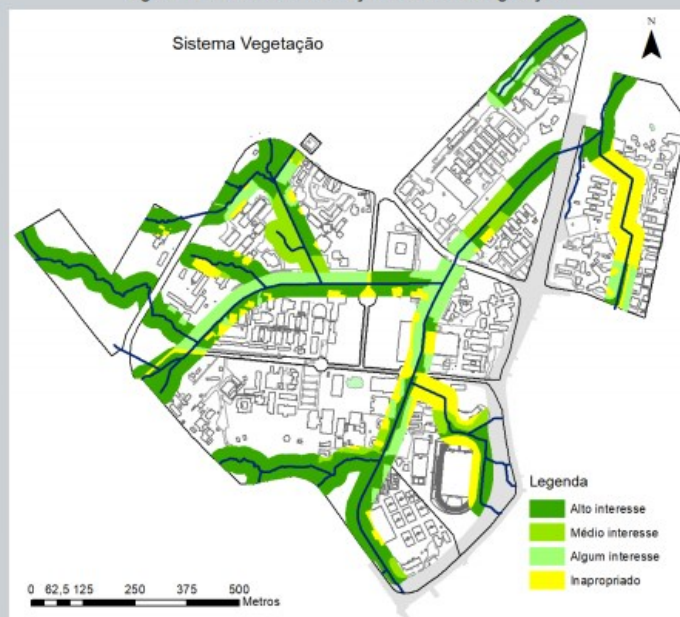 Sistema Vegetação
N
Legenda
Alto interesse
Médio interesse
Algum interesse
Inapropriado
0 62,5 125 250 375 500
Metros